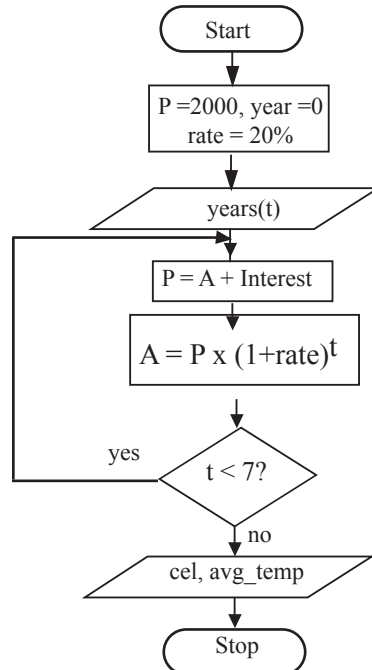 Start
P =2000, year =0
rate = 20%
years(t)
P = A + Interest
A = P x (1+rate)^t
yes
t < 7?
no
cel, avg_temp
Stop